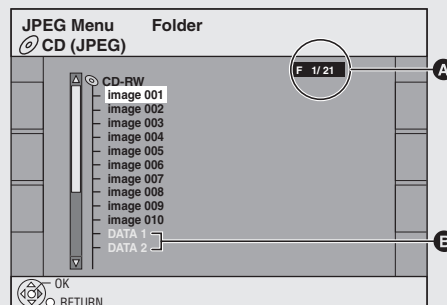 JPEG Menu Folder
CD (JPEG)
F 1/ 21
A
CD-RW
image 001
image 002
image 003
image 004
image 005
image 006
image 007
image 008
image 009
image 010
DATA 1
DATA 2
B
OK
RETURN